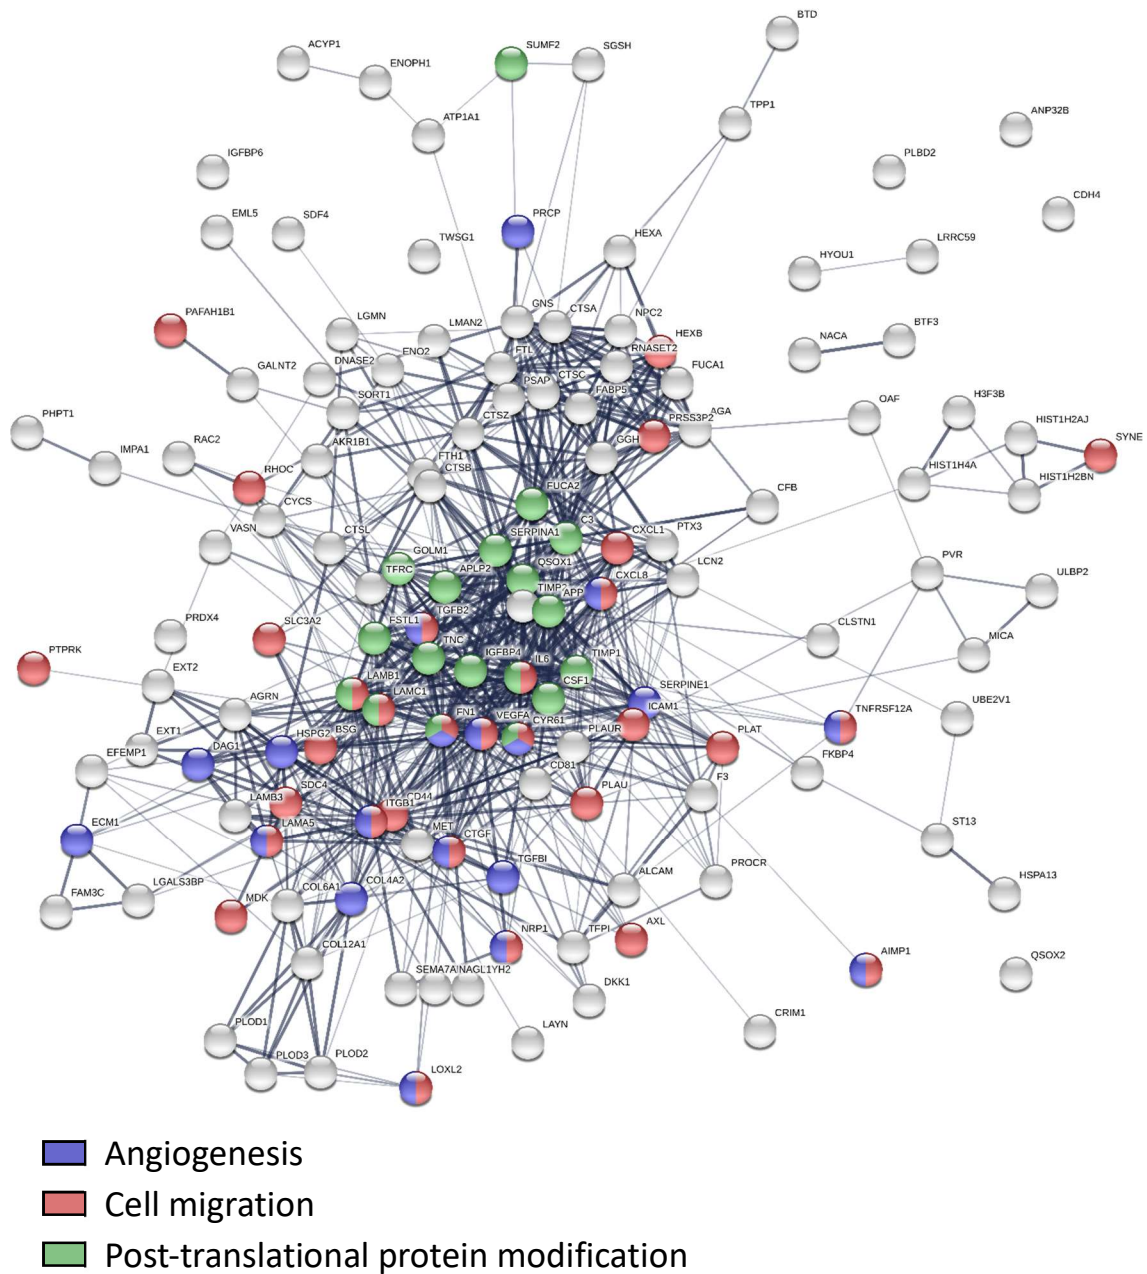 BTD
ACYP1
SUMF2
SGSH
ENOPH1
TPP1
ATP1A1
ANP32B
IGFBP6
PLBD2
CDH4
EML5
SDF4
PRCP
TWSG1
HEXA
LRRC59
HYOU1
PAFAH1B1
LGMN
LMAN2
GNS
CTSA
NPC2
HEXB
RNASET2
NACA
BTF3
GALNT2
DNASE2
ENO2
FTL
FUCA1
SORT1
PSAP
CTSC
FABP5
PHPT1
CTSZ
PRSS3P2
AGA
OAF
H3F3B
HIST1H2AJ
SYNE
IMPA1
RAC2
AKR1B1
GGH
RHOC
FTH1
CTSB
HIST1H4A
HIST1H2BN
CYCS
FUCA2
CFB
VASN
CTSL
SERPINA1
C3
CXCL1
PTX3
GOLM1
TFRC
APLP2
QSOX1
CXCL8
LCN2
PVR
ULBP2
TIMP2
APP
PRDX4
SLC3A2
FSTL1
TGFB2
TNC
CLSTN1
MICA
PTPRK
EXT2
IGFBP4
IL6
TIMP1
LAMB1
LAMC1
CSF1
SERPINE1
AGRN
ICAM1
UBE2V1
TNFRSF12A
EXT1
HSPG2
BSG
FN1
VEGFA
CYR61
PLAUR
PLAT
EFEMP1
DAG1
CD81
FKBP4
F3
SDC4
CD44
PLAU
LAMB3
ITGB1
ECM1
LAMA5
MET
CTGF
ST13
TGFBI
PROCR
ALCAM
HSPA13
FAM3C
LGALS3BP
MDK
COL6A1
COL4A2
COL12A1
NRP1
TFPI
AXL
AIMP1
QSOX2
SEMA7A
NAGL1
YH2
DKK1
PLOD1
LAYN
CRIM1
PLOD3
PLOD2
LOXL2
Angiogenesis
Cell migration
Post-translational protein modification